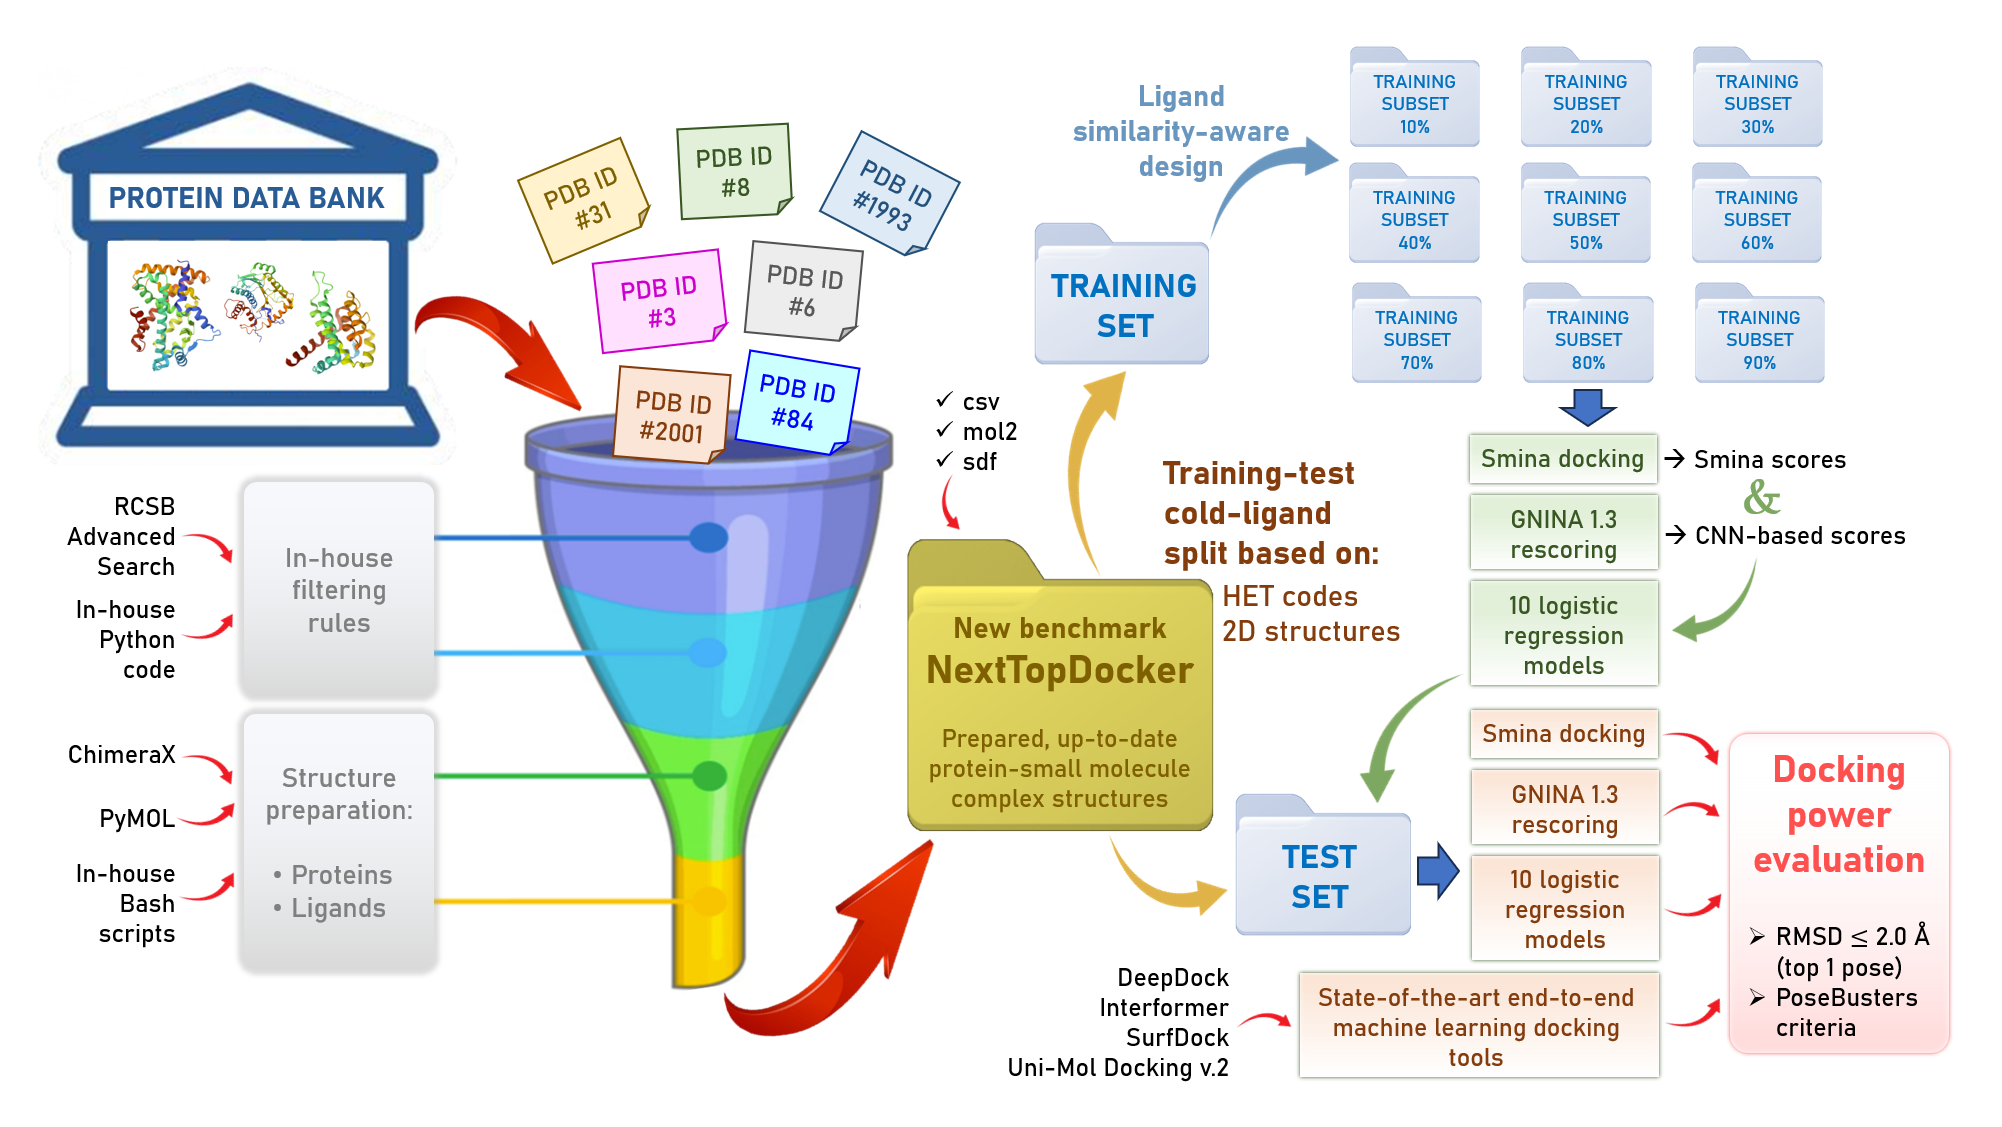 PROTEIN DATA BANK
RCSB
Advanced
Search
In-house
Python
code
In-house
filtering
rules
ChimeraX
PyMOL
In-house
Bash
scripts
Structure
preparation:
• Proteins
• Ligands
PDB ID
#31
PDB ID
#8
PDB ID
#1993
PDB ID
#3
PDB ID
#6
PDB ID
#2001
PDB ID
#84
✓ csv
✓ mol2
✓ sdf
New benchmark
NextTopDocker
Prepared, up-to-date
protein-small molecule
complex structures
Training-test
cold-ligand
split based on:
HET codes
2D structures
TRAINING
SET
Ligand
similarity-aware
design
TRAINING
SUBSET
10%
TRAINING
SUBSET
20%
TRAINING
SUBSET
30%
TRAINING
SUBSET
40%
TRAINING
SUBSET
50%
TRAINING
SUBSET
60%
TRAINING
SUBSET
70%
TRAINING
SUBSET
80%
TRAINING
SUBSET
90%
Smina docking
→ Smina scores
&
GNINA 1.3
rescoring
→ CNN-based scores
10 logistic
regression
models
TEST
SET
Smina docking
GNINA 1.3
rescoring
10 logistic
regression
models
DeepDock
Interformer
SurfDock
Uni-Mol Docking v.2
State-of-the-art end-to-end
machine learning docking
tools
Docking
power
evaluation
➢ RMSD ≤ 2.0 Å
(top 1 pose)
➢ PoseBusters
criteria